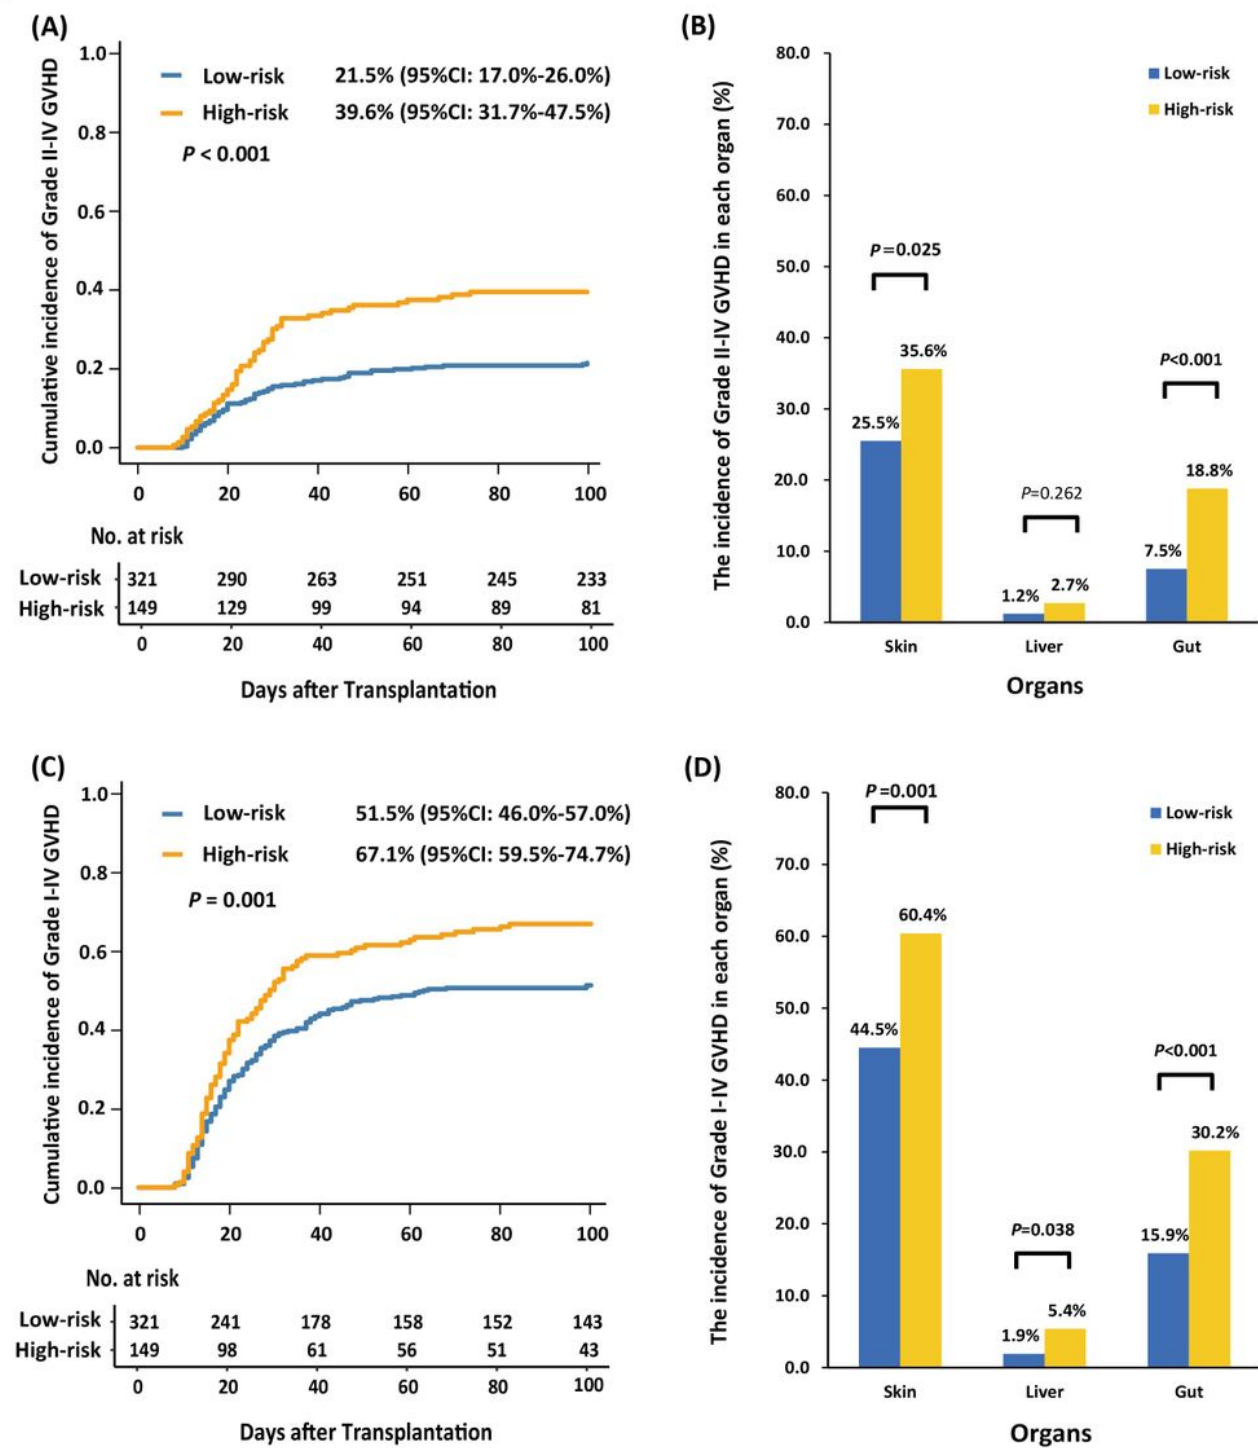 (A)
Cumulative incidence of Grade II-IV GVHD
1.0
0.8
0.6
0.4
0.2
0.0
Low-risk 21.5% (95%CI: 17.0%-26.0%)
High-risk 39.6% (95%CI: 31.7%-47.5%)
P < 0.001
0 20 40 60 80 100
No. at risk
Low-risk 321 290 263 251 245 233
High-risk 149 129 99 94 89 81
0 20 40 60 80 100
Days after Transplantation
(B)
The incidence of Grade II-IV GVHD in each organ (%)
80.0
70.0
60.0
50.0
40.0
30.0
20.0
10.0
0.0
Low-risk
High-risk
P=0.025
25.5% 35.6%
P=0.262
1.2% 2.7%
P<0.001
7.5% 18.8%
Skin Liver Gut
Organs
(C)
Cumulative incidence of Grade I-IV GVHD
1.0
0.8
0.6
0.4
0.2
0.0
Low-risk 51.5% (95%CI: 46.0%-57.0%)
High-risk 67.1% (95%CI: 59.5%-74.7%)
P = 0.001
0 20 40 60 80 100
No. at risk
Low-risk 321 241 178 158 152 143
High-risk 149 98 61 56 51 43
0 20 40 60 80 100
Days after Transplantation
(D)
The incidence of Grade I-IV GVHD in each organ (%)
80.0
70.0
60.0
50.0
40.0
30.0
20.0
10.0
0.0
Low-risk
High-risk
P=0.001
44.5% 60.4%
P=0.038
1.9% 5.4%
P<0.001
15.9% 30.2%
Skin Liver Gut
Organs